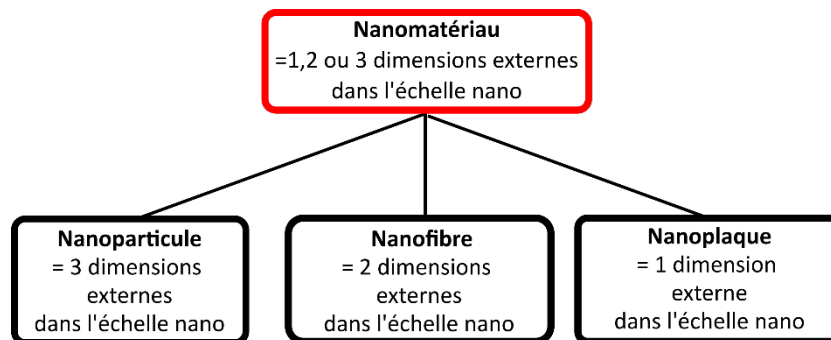 Nanomatériau
=1,2 ou 3 dimensions externes
dans l'échelle nano
Nanoparticule
= 3 dimensions
externes
dans l'échelle nano
Nanofibre
= 2 dimensions
externes
dans l'échelle nano
Nanoplaque
= 1 dimension
externe
dans l'échelle nano